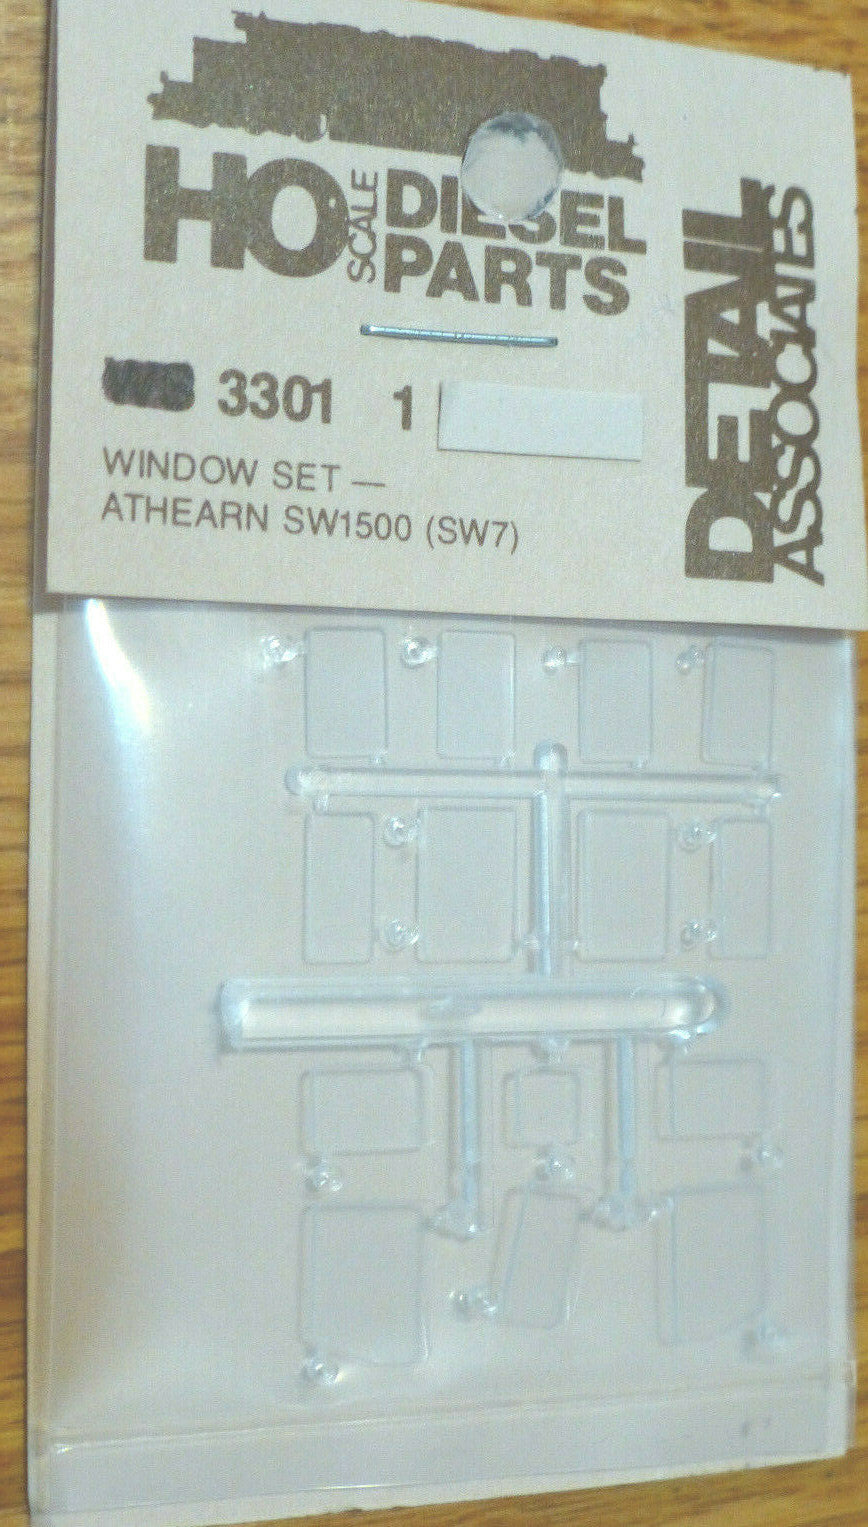 HO SCALE DIESEL PARTS
DETAIL ASSOCIATES
3301 1
WINDOW SET —
ATHEARN SW1500 (SW7)